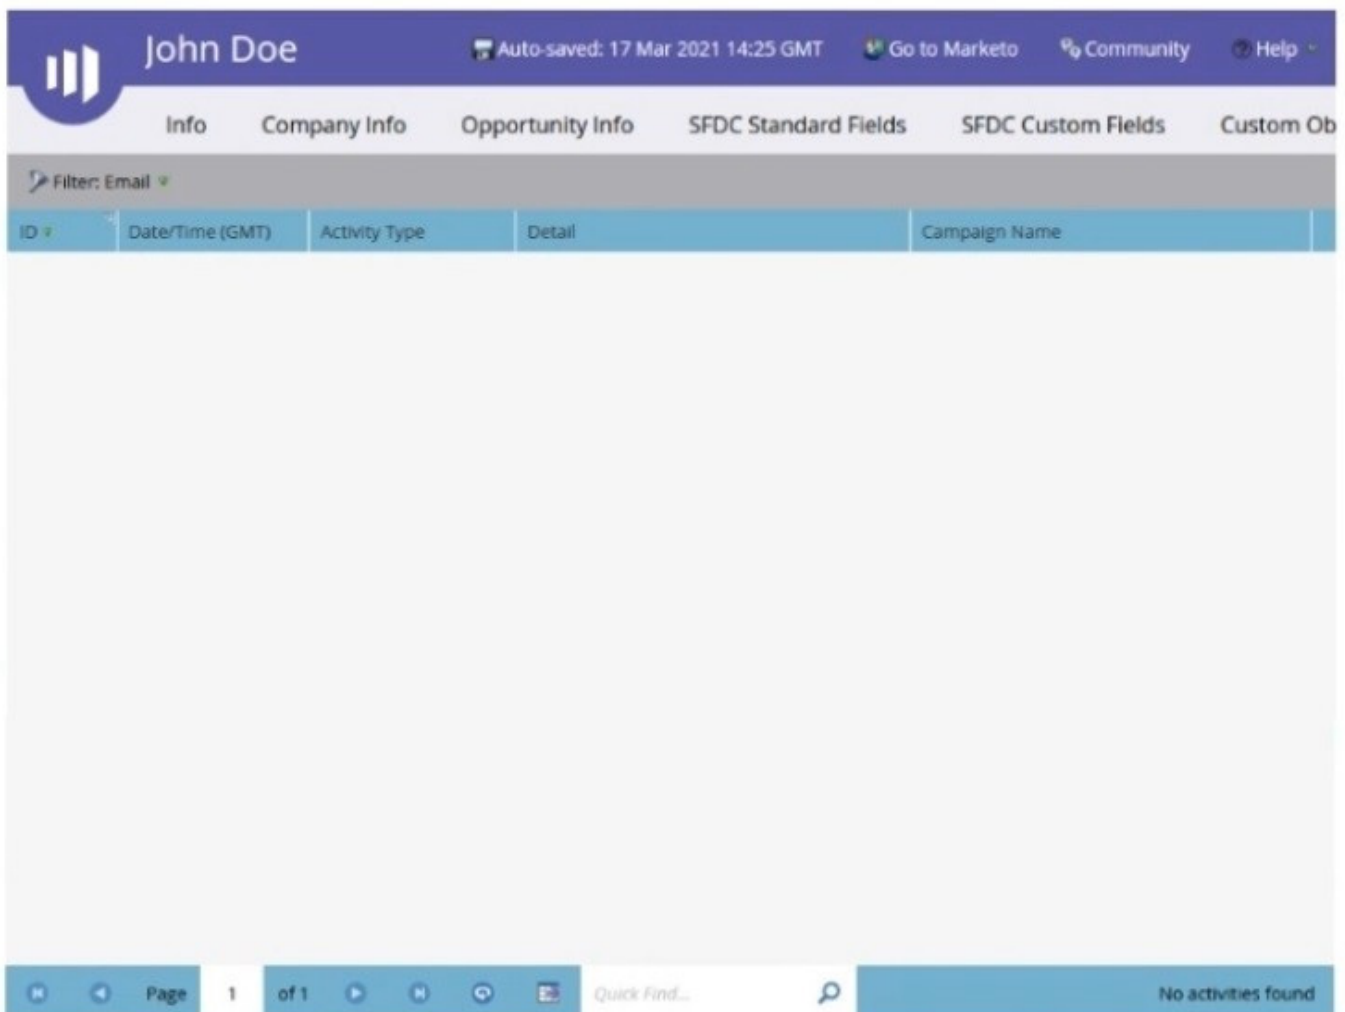 John Doe
Auto-saved: 17 Mar 2021 14:25 GMT Go to Marketo Community Help
Info Company Info Opportunity Info SFDC Standard Fields SFDC Custom Fields Custom Ob
Filter: Email
ID Date/Time (GMT) Activity Type Detail Campaign Name
Page 1 of 1 Quick Find... No activities found